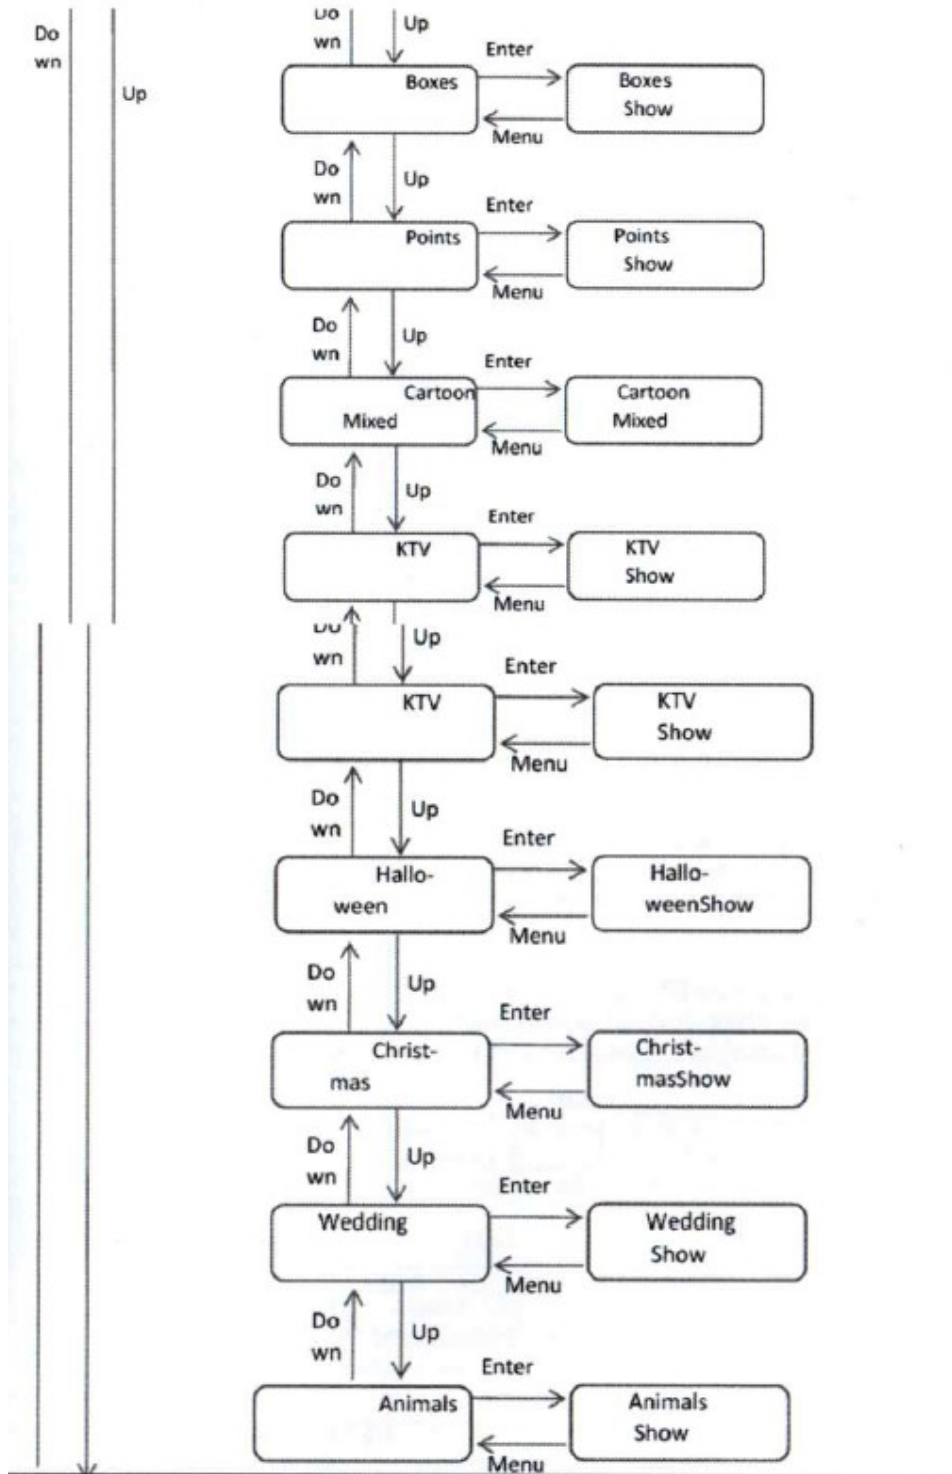 Do
wn
Up
Do
wn
Up
Enter
Boxes
Boxes
Show
Menu
Do
wn
Up
Enter
Points
Points
Show
Menu
Do
wn
Up
Enter
Cartoon
Mixed
Cartoon
Mixed
Menu
Do
wn
Up
Enter
KTV
KTV
Show
Menu
Do
wn
Up
Enter
KTV
KTV
Show
Menu
Do
wn
Up
Enter
Hallo-
ween
Hallo-
weenShow
Menu
Do
wn
Up
Enter
Christ-
mas
Christ-
masShow
Menu
Do
wn
Up
Enter
Wedding
Wedding
Show
Menu
Do
wn
Up
Enter
Animals
Animals
Show
Menu